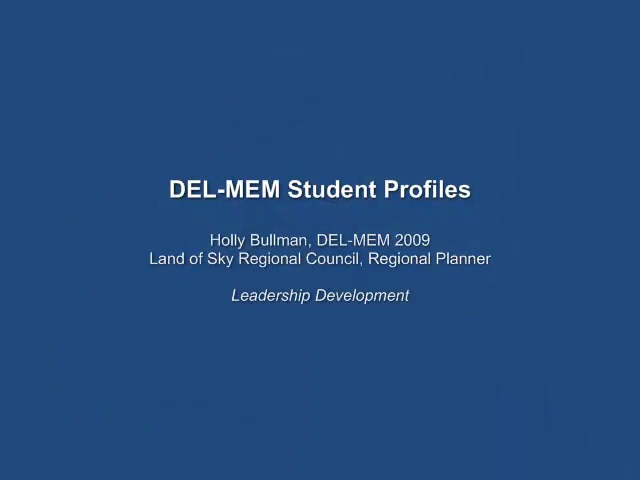 DEL-MEM Student Profiles
Holly Bullman, DEL-MEM 2009
Land of Sky Regional Council, Regional Planner
Leadership Development